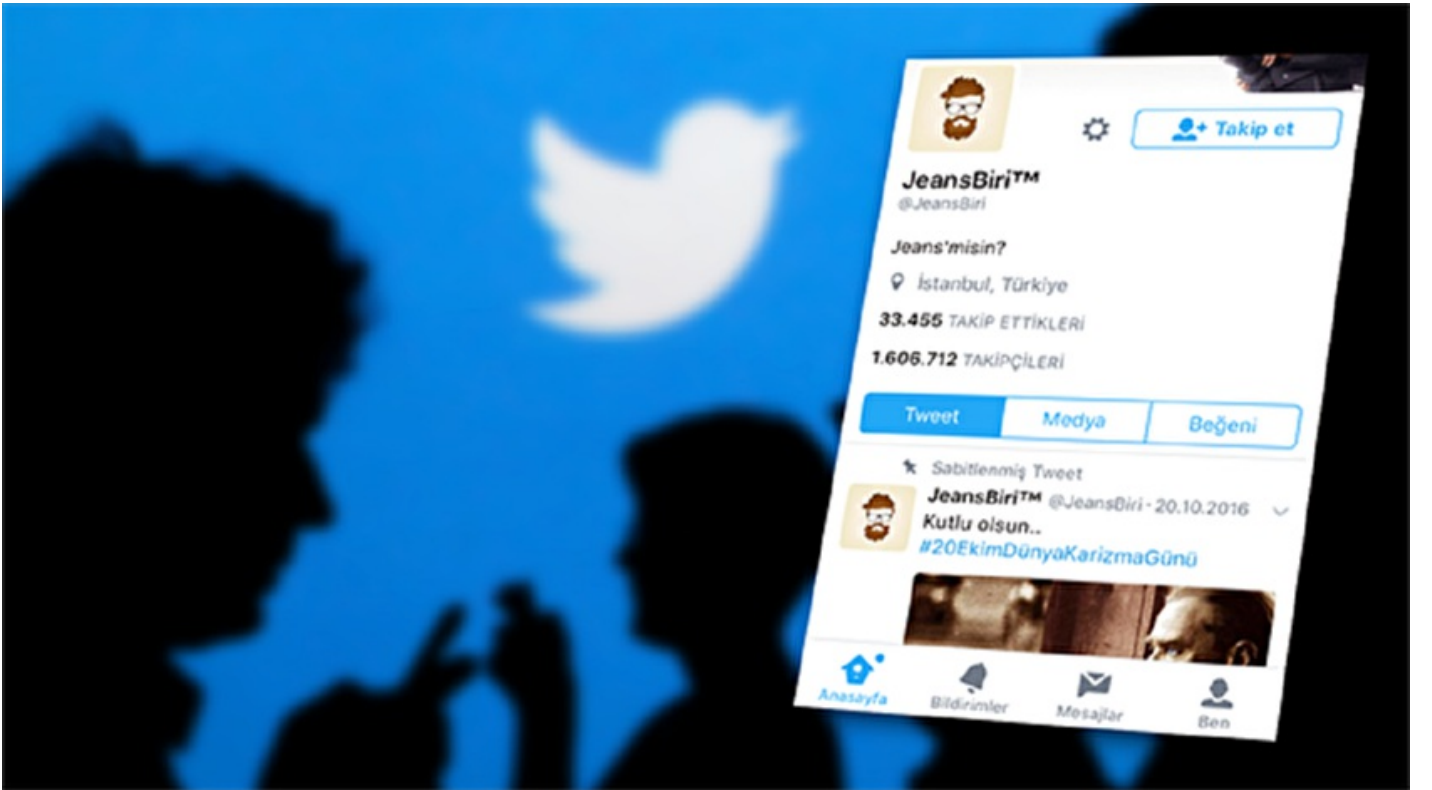 Takip et
JeansBiri™
@JeansBiri
Jeans'misin?
İstanbul, Türkiye
33.455 TAKİP ETTİKLERİ
1.606.712 TAKİPÇİLERİ
Tweet Medya Beğeni
Sabitlenmiş Tweet
JeansBiri™ @JeansBiri · 20.10.2016
Kutlu olsun..
#20EkimDünyaKarizmaGünü
Anasayfa Bildirimler Mesajlar Ben